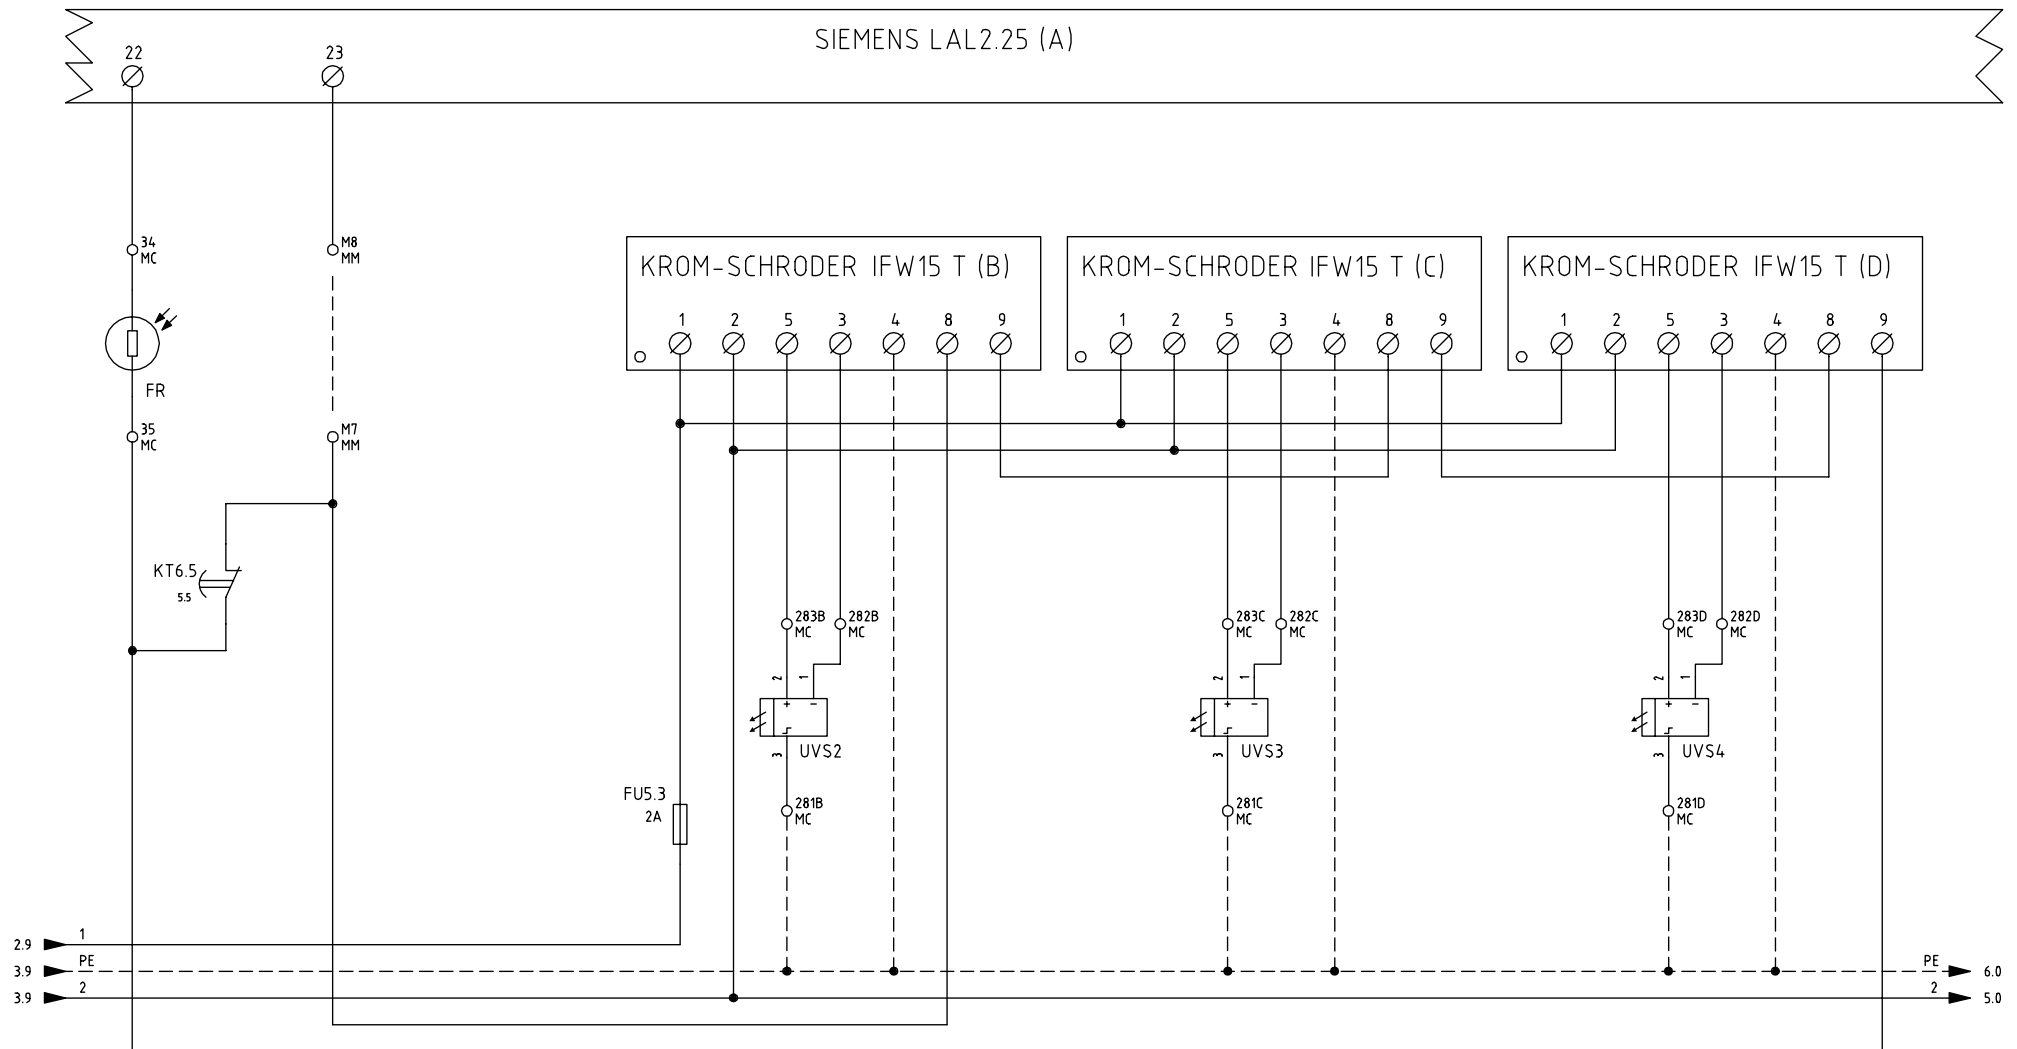 SIEMENS LAL2.25 (A)
22
23
34
MC
M8
MM
KROM-SCHRODER IFW15 T (B)
KROM-SCHRODER IFW15 T (C)
KROM-SCHRODER IFW15 T (D)
1 2 5 3 4 8 9
1 2 5 3 4 8 9
1 2 5 3 4 8 9
FR
35
MC
M7
MM
KT6.5
5.5
283B
MC
282B
MC
283C
MC
282C
MC
283D
MC
282D
MC
2 1
2 1
2 1
+ −
+ −
+ −
3 UVS2
3 UVS3
3 UVS4
FU5.3
2A
281B
MC
281C
MC
281D
MC
2.9 1
3.9 PE
PE 6.0
3.9 2
2 5.0